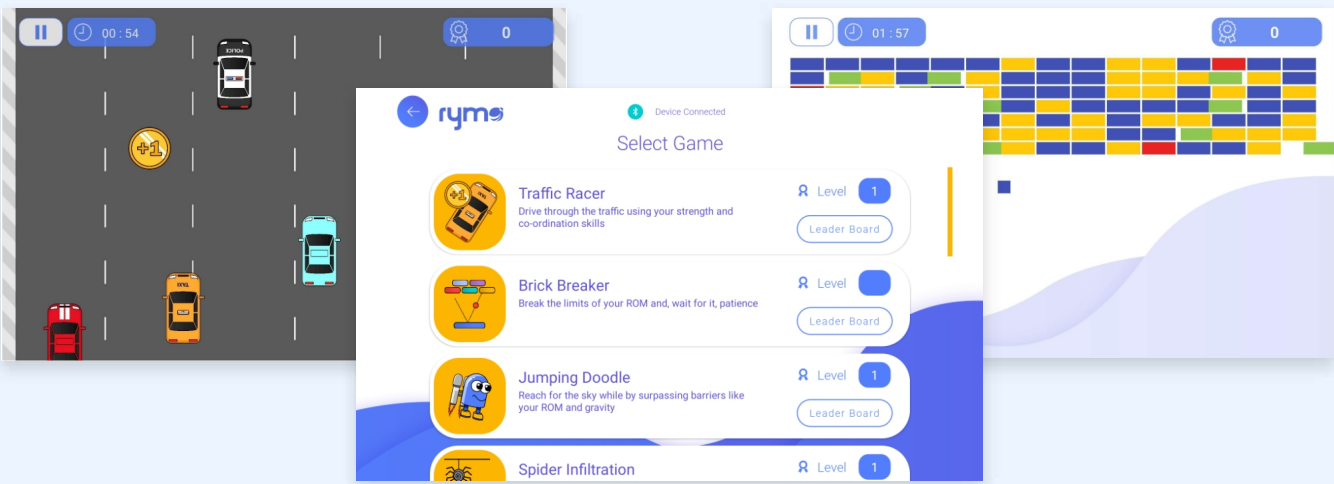 00 : 54
0
POLICE
+1
TAXI
01 : 57
0
rymo
Device Connected
Select Game
+1
TAXI
Traffic Racer
Drive through the traffic using your strength and
co-ordination skills
Level 1
Leader Board
Brick Breaker
Break the limits of your ROM and, wait for it, patience
Level
Leader Board
Jumping Doodle
Reach for the sky while by surpassing barriers like
your ROM and gravity
Level 1
Leader Board
Spider Infiltration
Level 1